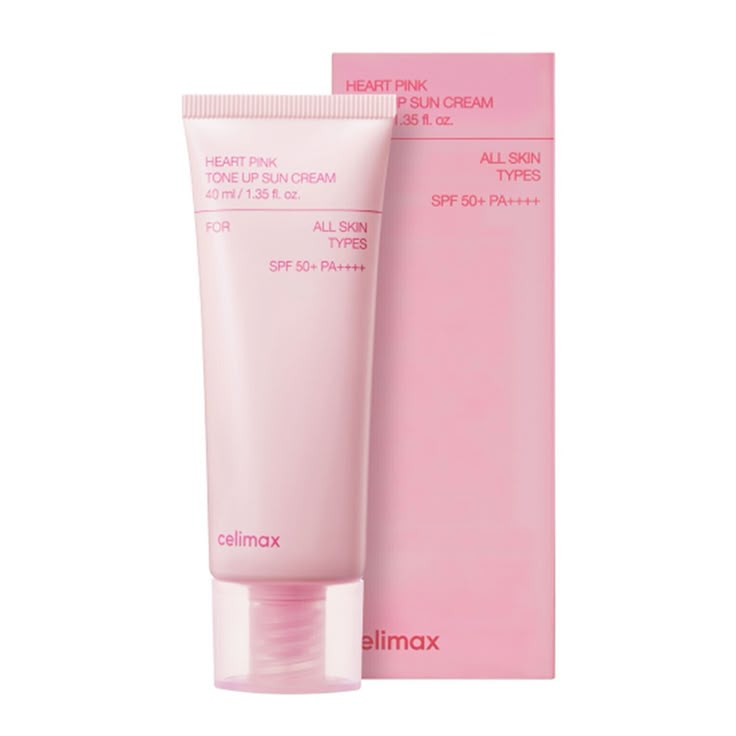 HEART PINK
TONE UP SUN CREAM
40 ml / 1.35 fl. oz.
FOR ALL SKIN
TYPES
SPF 50+ PA++++
celimax
HEART PINK
UP SUN CREAM
1.35 fl. oz.
ALL SKIN
TYPES
SPF 50+ PA++++
elimax